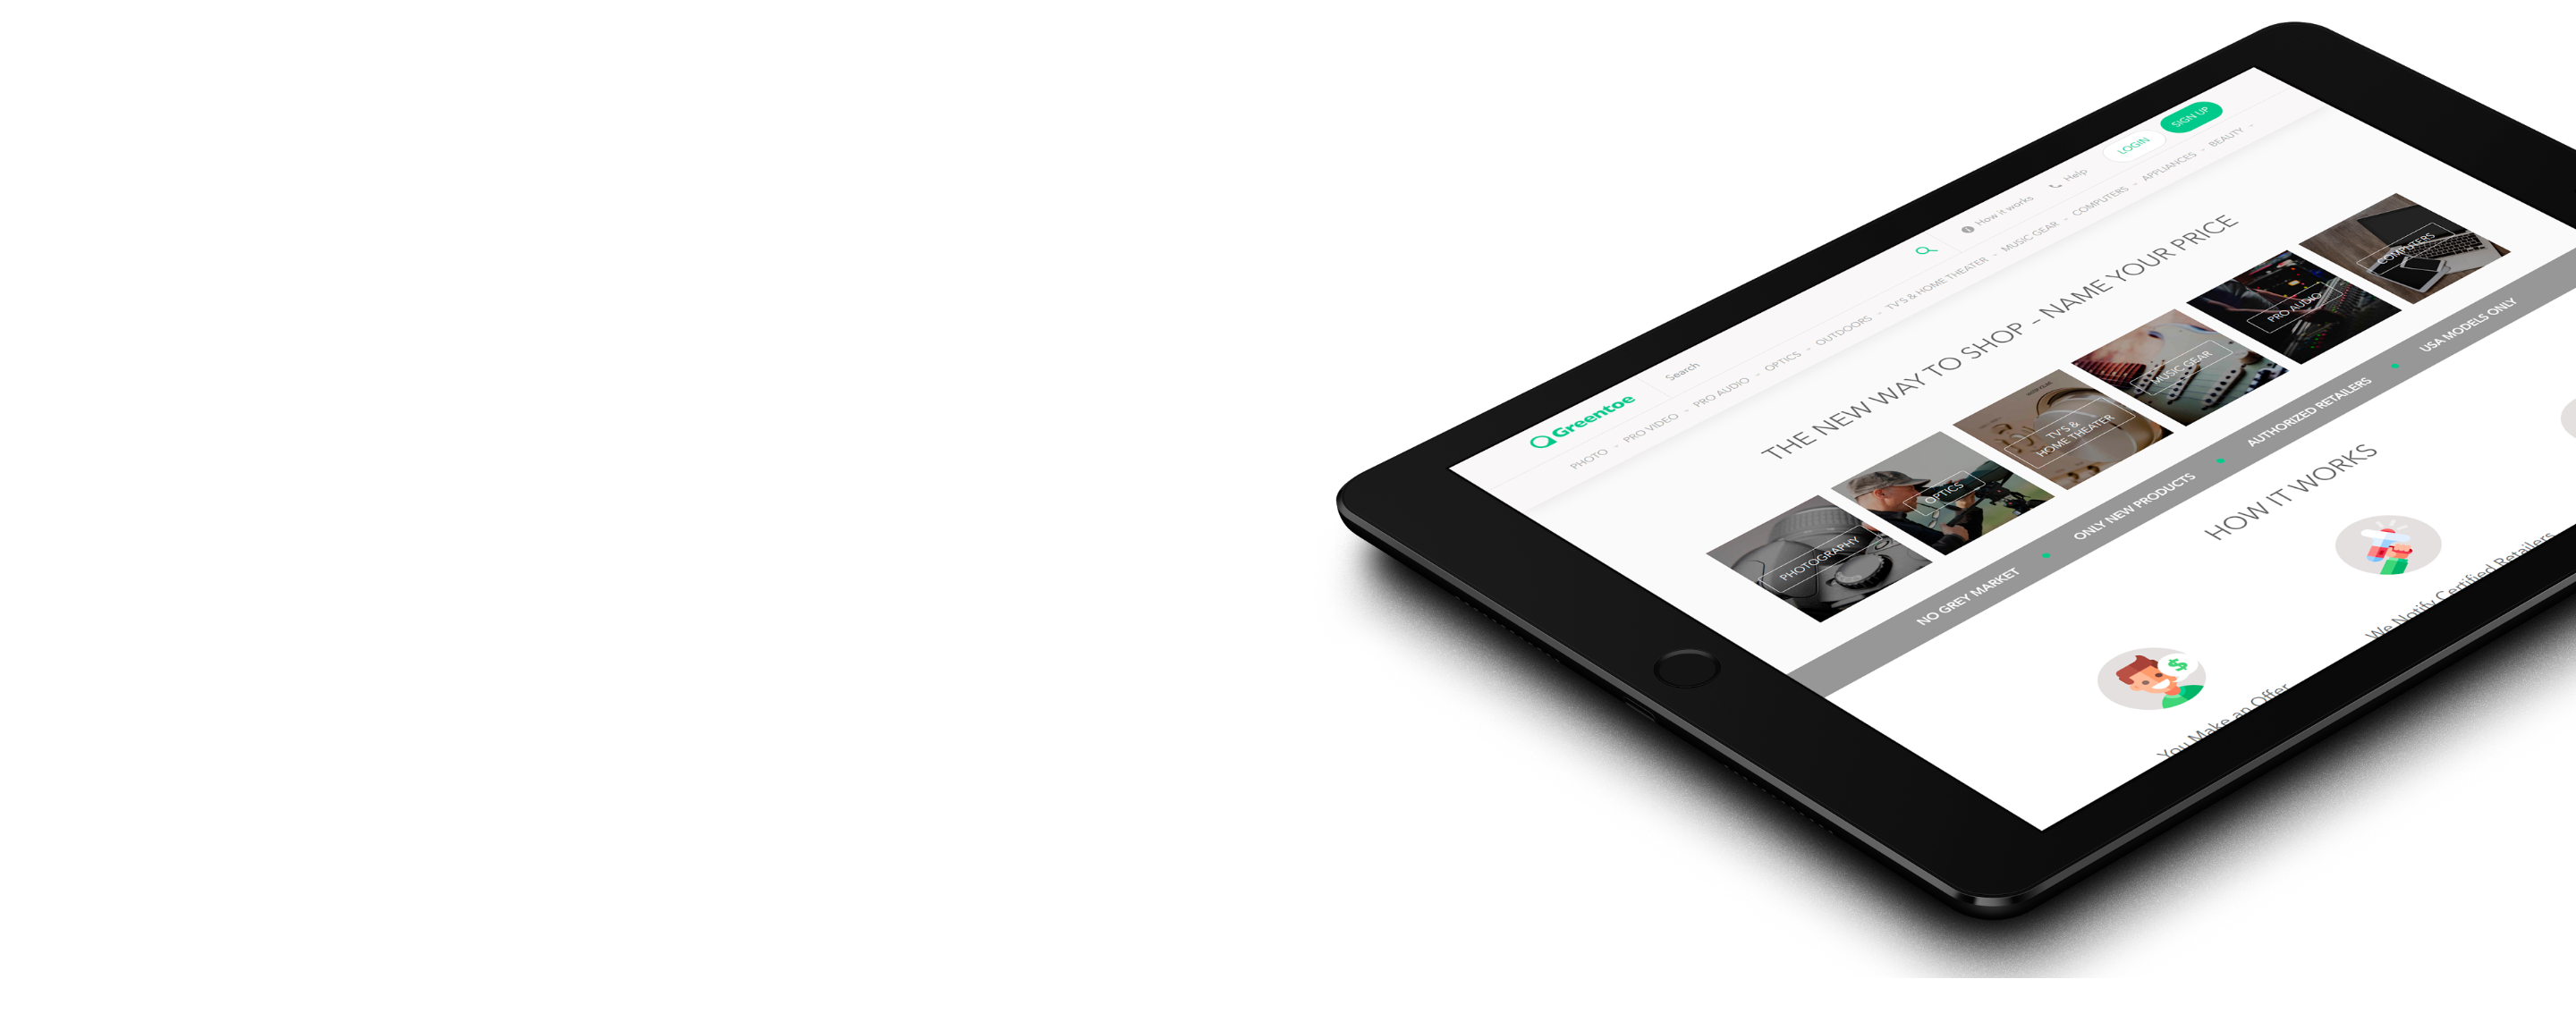 Greentoe
Search
How it works
Help
LOGIN
SIGN UP
PHOTO - PRO VIDEO - PRO AUDIO - OPTICS - OUTDOORS - TV'S & HOME THEATER - MUSIC GEAR - COMPUTERS - APPLIANCES - BEAUTY -
THE NEW WAY TO SHOP - NAME YOUR PRICE
PHOTOGRAPHY
OPTICS
TV'S &
HOME THEATER
MUSIC GEAR
PRO AUDIO
COMPUTERS
NO GREY MARKET • ONLY NEW PRODUCTS • AUTHORIZED RETAILERS • USA MODELS ONLY
HOW IT WORKS
$
You Make an Offer
We Notify Certified Retailers